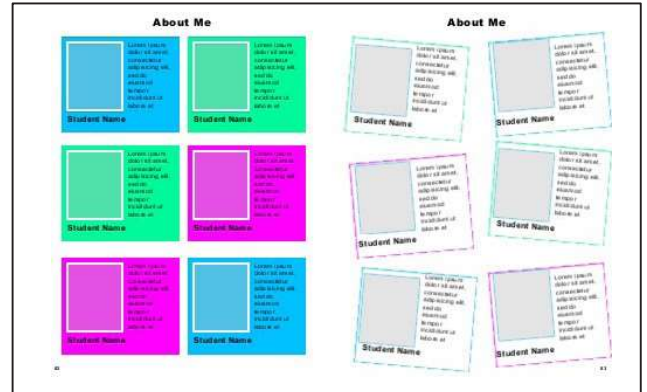 About Me
Lorem ipsum
dolor sit amet,
consectetur
adipiscing elit,
sed do
eiusmod
tempor
incididunt ut
labore et
Student Name
Lorem ipsum
dolor sit amet,
consectetur
adipiscing elit,
sed do
eiusmod
tempor
incididunt ut
labore et
Student Name
Lorem ipsum
dolor sit amet,
consectetur
adipiscing elit,
sed do
eiusmod
tempor
incididunt ut
labore et
Student Name
Lorem ipsum
dolor sit amet,
consectetur
adipiscing elit,
sed do
eiusmod
tempor
incididunt ut
labore et
Student Name
Lorem ipsum
dolor sit amet,
consectetur
adipiscing elit,
sed do
eiusmod
tempor
incididunt ut
labore et
Student Name
Lorem ipsum
dolor sit amet,
consectetur
adipiscing elit,
sed do
eiusmod
tempor
incididunt ut
labore et
Student Name
About Me
Lorem ipsum
dolor sit amet,
consectetur
adipiscing elit,
sed do
eiusmod
tempor
incididunt ut
labore et
Student Name
Lorem ipsum
dolor sit amet,
consectetur
adipiscing elit,
sed do
eiusmod
tempor
incididunt ut
labore et
Student Name
Lorem ipsum
dolor sit amet,
consectetur
adipiscing elit,
sed do
eiusmod
tempor
incididunt ut
labore et
Student Name
Lorem ipsum
dolor sit amet,
consectetur
adipiscing elit,
sed do
eiusmod
tempor
incididunt ut
labore et
Student Name
Lorem ipsum
dolor sit amet,
consectetur
adipiscing elit,
sed do
eiusmod
tempor
incididunt ut
labore et
Student Name
Lorem ipsum
dolor sit amet,
consectetur
adipiscing elit,
sed do
eiusmod
tempor
incididunt ut
labore et
Student Name